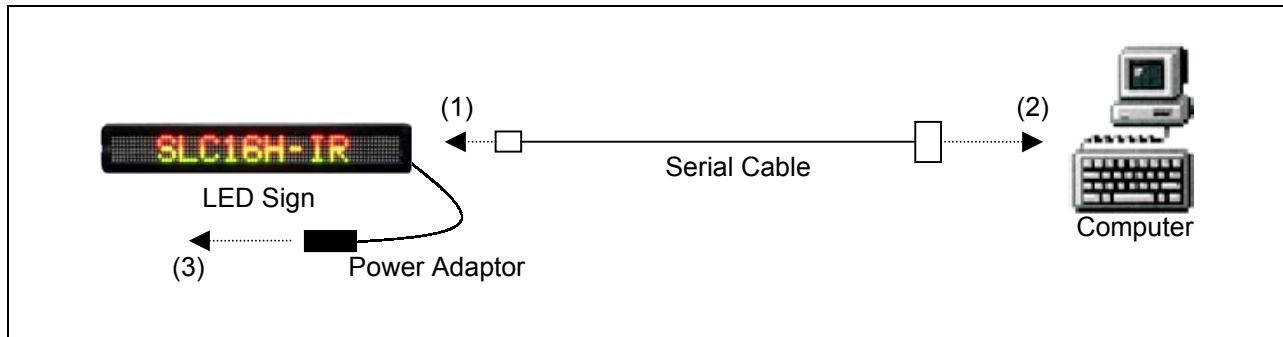 (1)
(2)
SLC16H-IR
Serial Cable
LED Sign
Computer
(3)
Power Adaptor